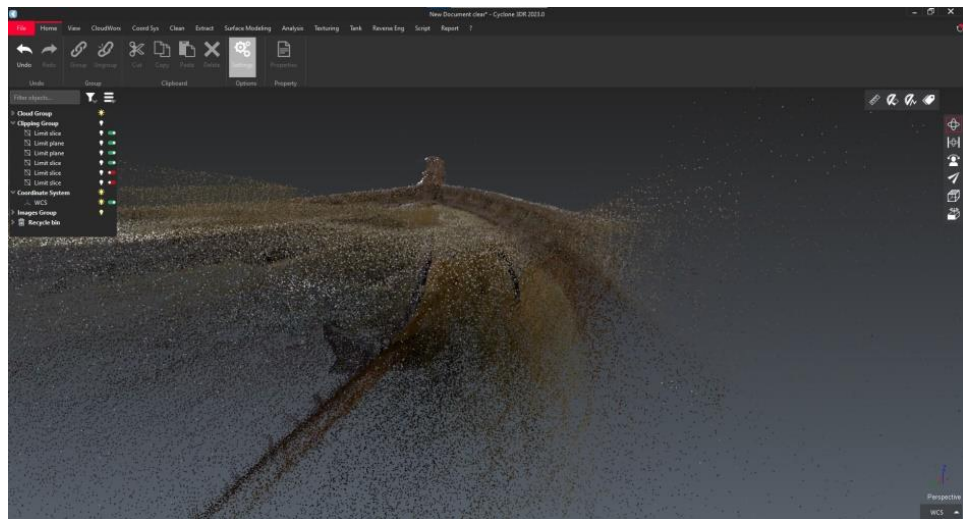 New Document clear* - Cyclone 3DR 2023.0
File Home View CloudWorx Coord Sys Clean Extract Surface Modeling Analysis Texturing Tank Reverse Eng Script Report ?
Undo Redo Group Ungroup Cut Copy Paste Delete Settings Properties
Undo Group Clipboard Options Property
Filter objects...
Cloud Group
Clipping Group
Limit slice
Limit plane
Limit plane
Limit slice
Limit slice
Limit slice
Coordinate System
WCS
Images Group
Recycle bin
Perspective
WCS